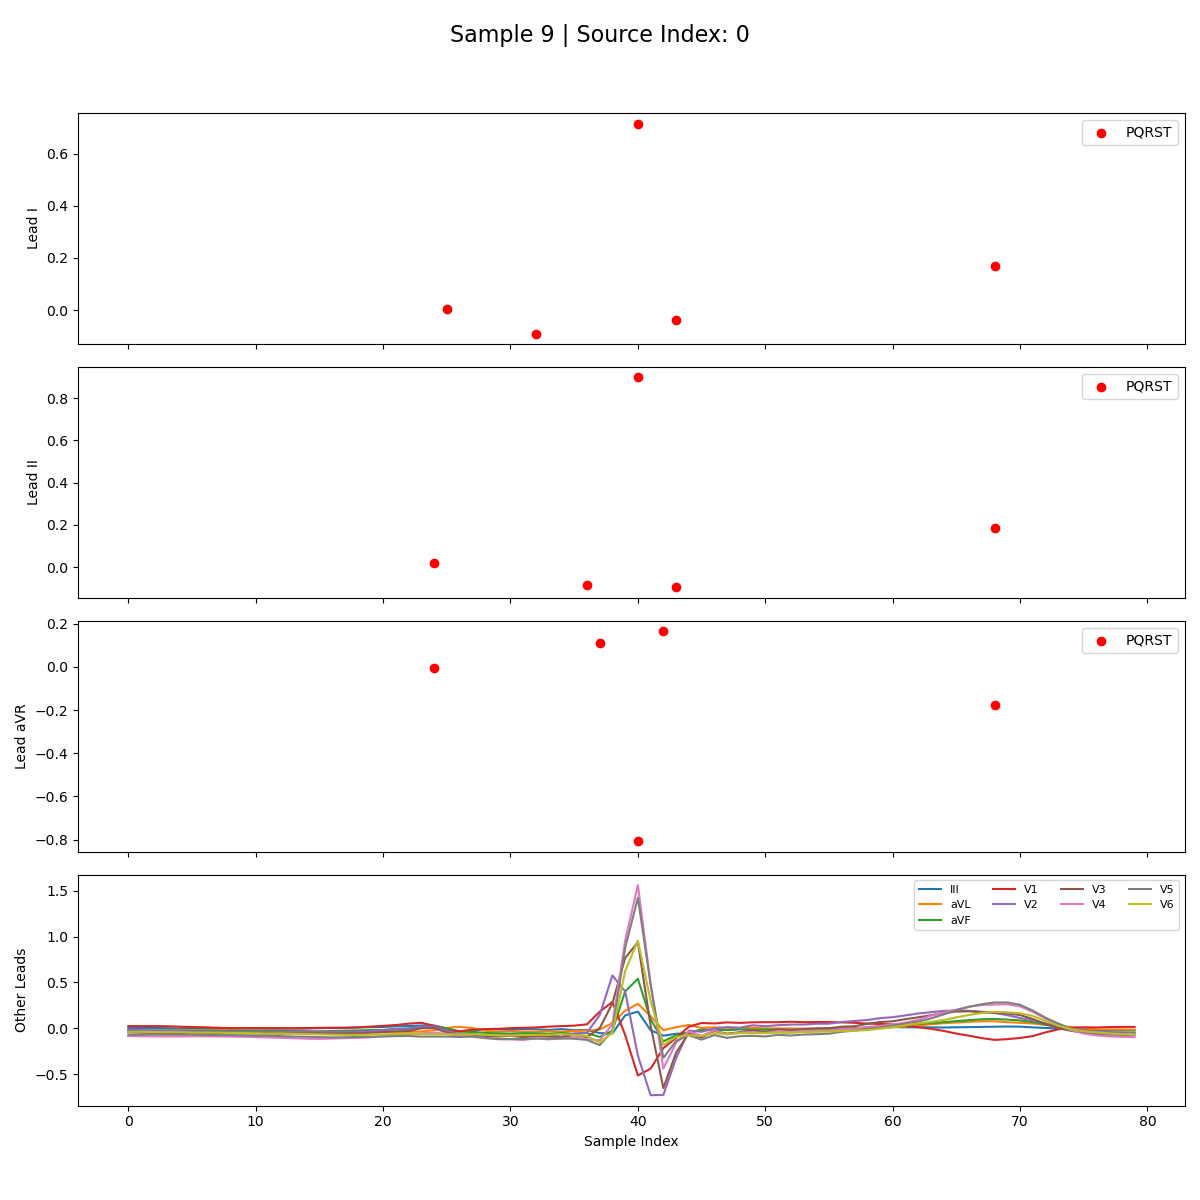 Sample 9 | Source Index: 0
PQRST
0.6
0.4
0.2
0.0
Lead I
PQRST
0.8
0.6
0.4
0.2
0.0
Lead II
PQRST
0.2
0.0
−0.2
−0.4
−0.6
−0.8
Lead aVR
III V1 V3 V5
aVL V2 V4 V6
aVF
1.5
1.0
0.5
0.0
−0.5
Other Leads
0 10 20 30 40 50 60 70 80
Sample Index